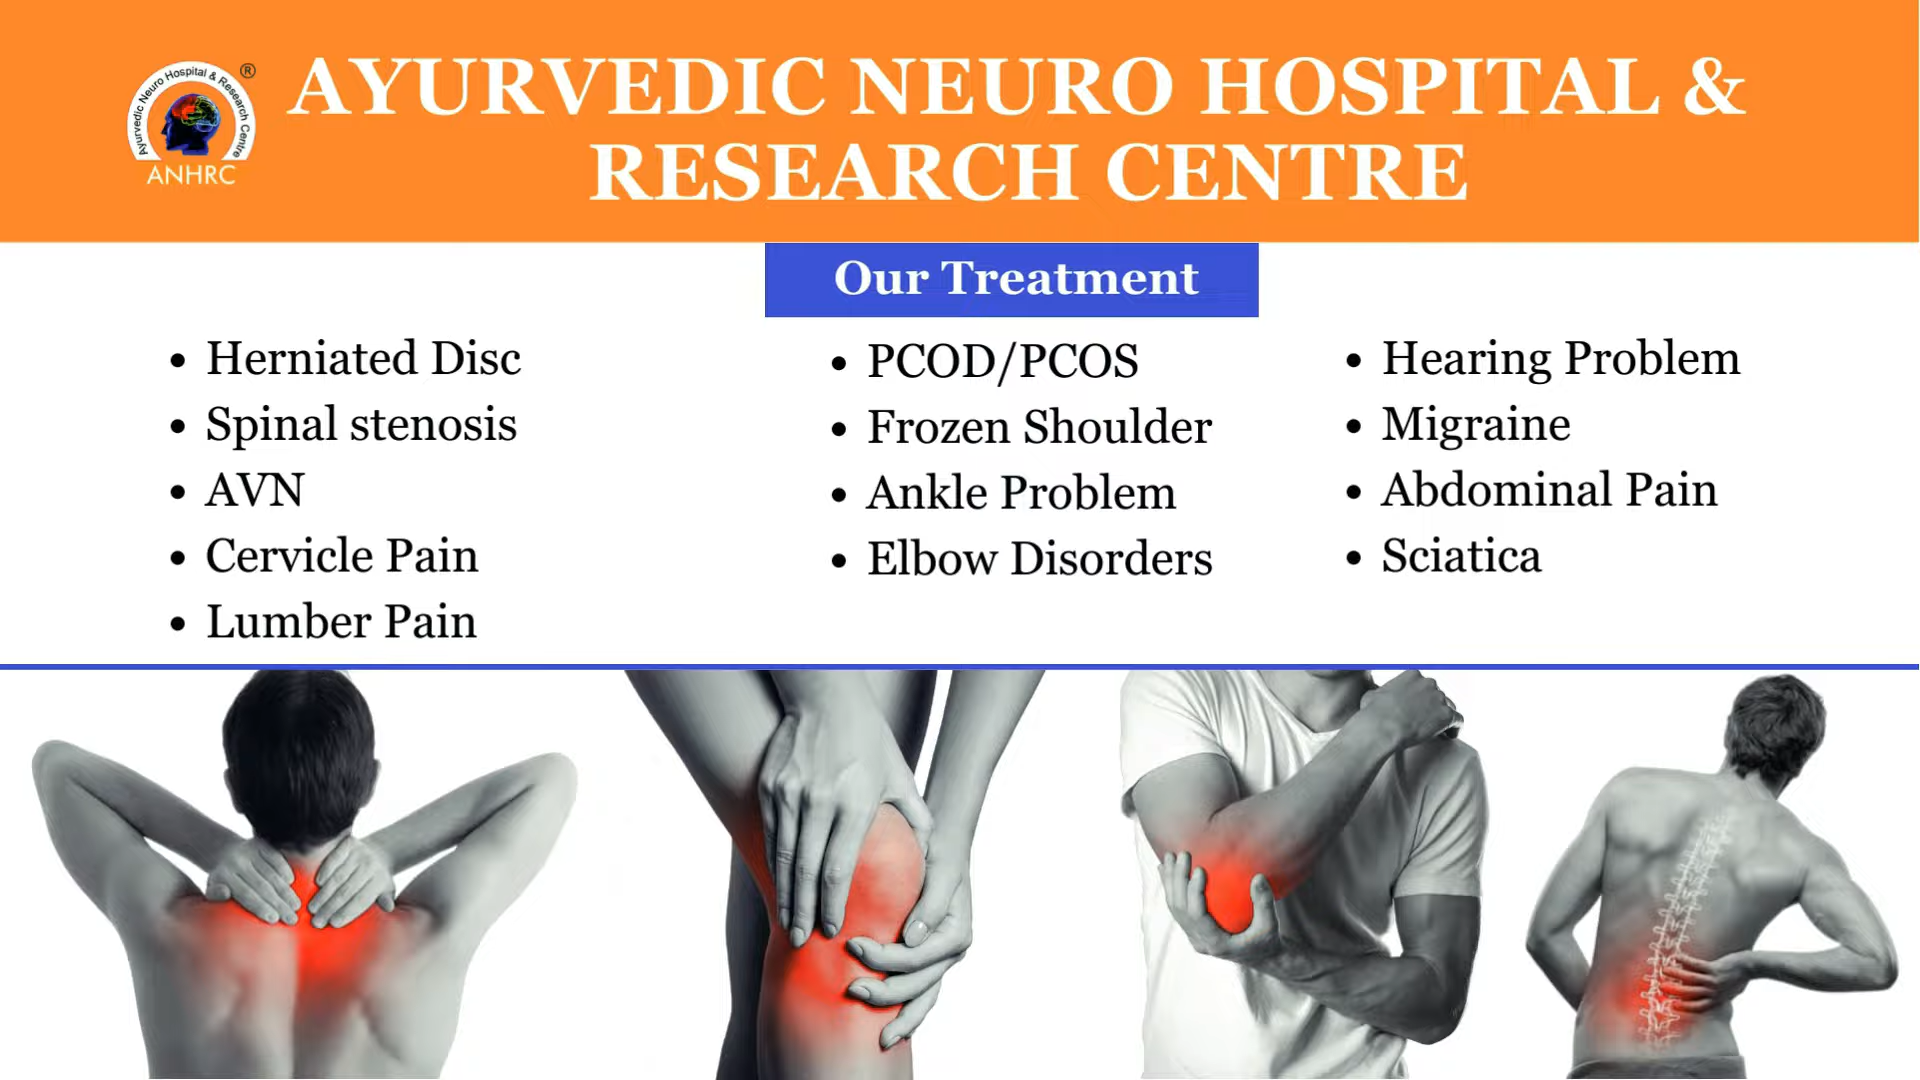 Ayurvedic Neuro Hospital & Research Centre ®
ANHRC
AYURVEDIC NEURO HOSPITAL &
RESEARCH CENTRE
Our Treatment
• Herniated Disc
• Spinal stenosis
• AVN
• Cervicle Pain
• Lumber Pain
• PCOD/PCOS
• Frozen Shoulder
• Ankle Problem
• Elbow Disorders
• Hearing Problem
• Migraine
• Abdominal Pain
• Sciatica